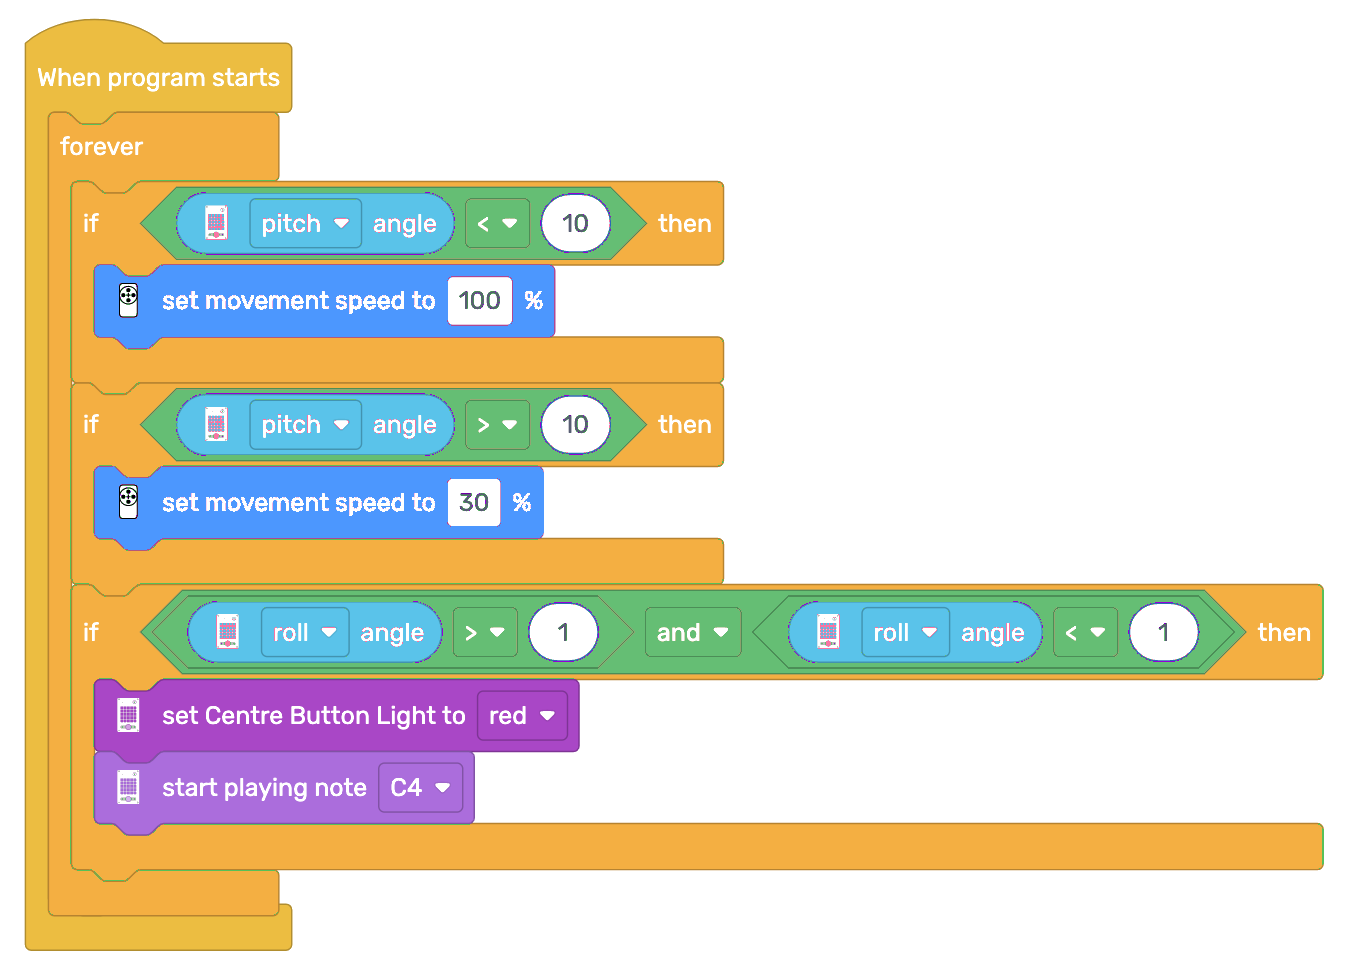 When program starts
forever
if pitch angle < 10 then
set movement speed to 100 %
if pitch angle > 10 then
set movement speed to 30 %
if roll angle > 1 and roll angle < 1 then
set Centre Button Light to red
start playing note C4